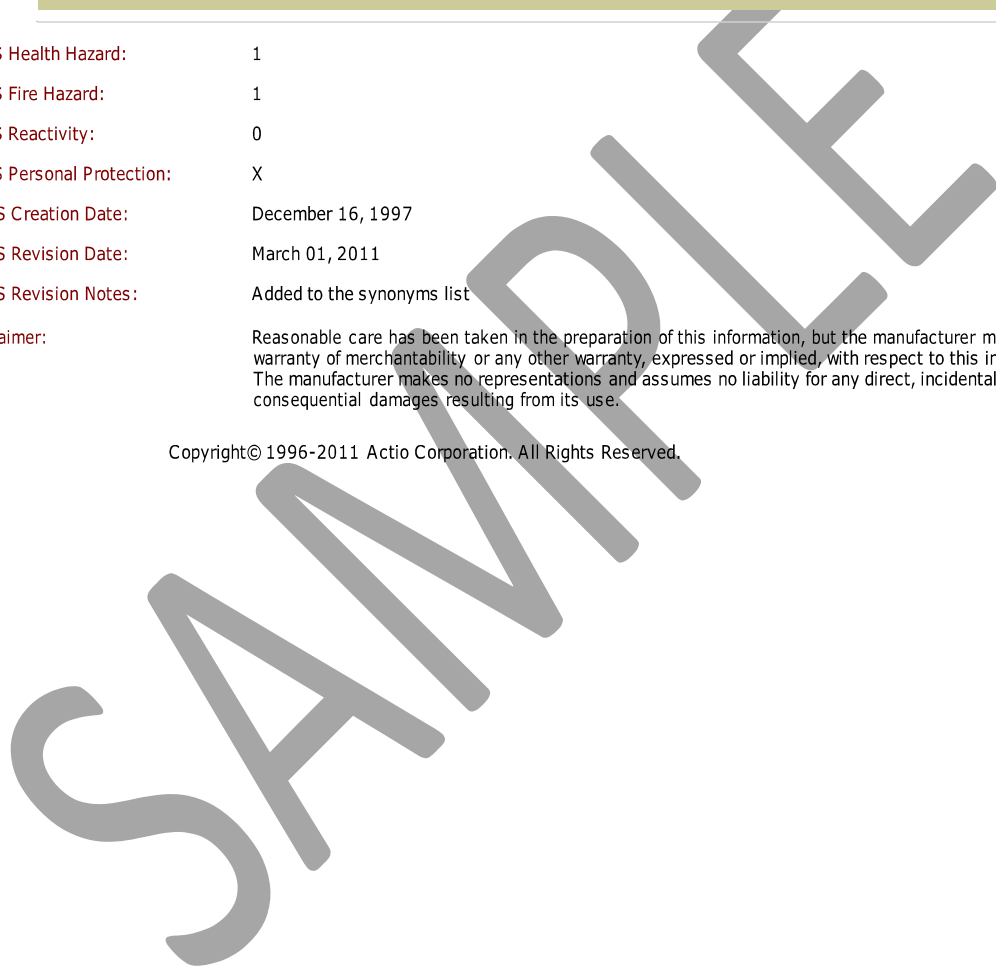 S Health Hazard: 1
S Fire Hazard: 1
S Reactivity: 0
S Personal Protection: X
S Creation Date: December 16, 1997
S Revision Date: March 01, 2011
S Revision Notes: Added to the synonyms list
aimer: Reasonable care has been taken in the preparation of this information, but the manufacturer m
warranty of merchantability or any other warranty, expressed or implied, with respect to this in
The manufacturer makes no representations and assumes no liability for any direct, incidental
consequential damages resulting from its use.
Copyright© 1996-2011 Actio Corporation. All Rights Reserved.
SAMPLE